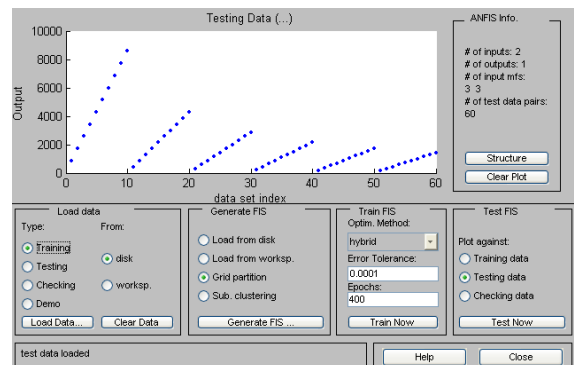 Testing Data (...)
10000
8000
6000
4000
2000
0
Output
0
10
20
30
40
50
60
data set index
ANFIS Info.
# of inputs: 2
# of outputs: 1
# of input mfs:
3 3
# of test data pairs:
60
Structure
Clear Plot
Load data
Type:
From:
Training
Testing
Checking
Demo
disk
worksp.
Load Data...
Clear Data
Generate FIS
Load from disk
Load from worksp.
Grid partition
Sub. clustering
Generate FIS ...
Train FIS
Optim. Method:
hybrid
Error Tolerance:
0.0001
Epochs:
400
Train Now
Test FIS
Plot against:
Training data
Testing data
Checking data
Test Now
test data loaded
Help
Close